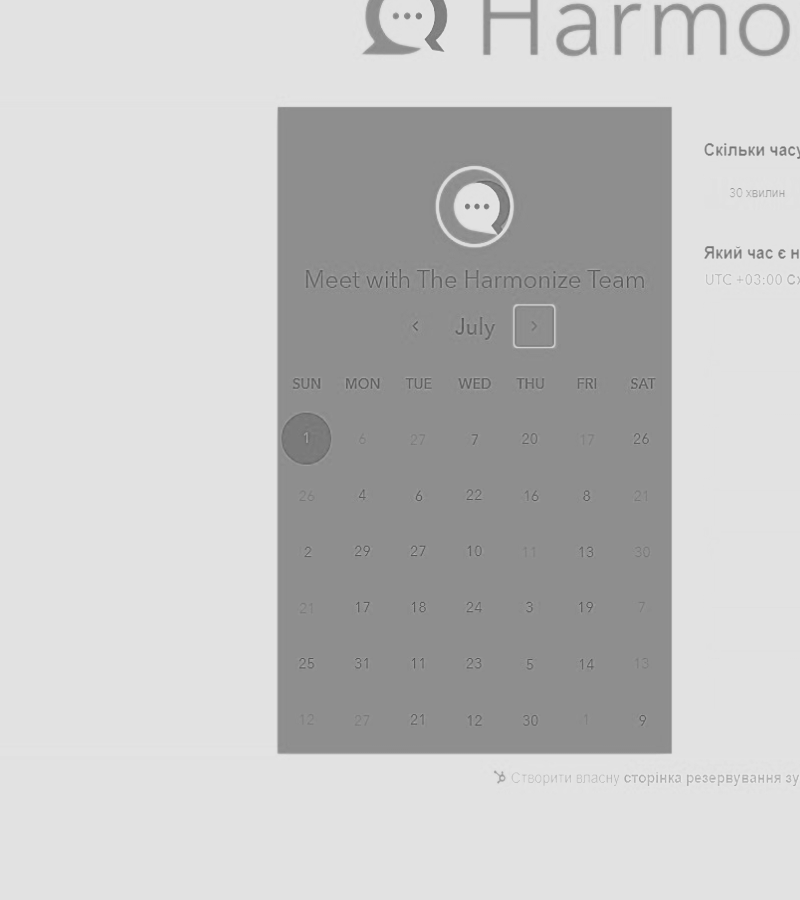 Harmo
Скільки часу
30 хвилин
Який час є н
UTC +03:00 Сх
Meet with The Harmonize Team
July
SUN MON TUE WED THU FRI SAT
1 6 27 7 20 17 26
26 4 6 22 16 8 21
2 29 27 10 11 13 30
21 17 18 24 3 19 7
25 31 11 23 5 14 13
12 27 21 12 30 1 9
Створити власну сторінка резервування зу